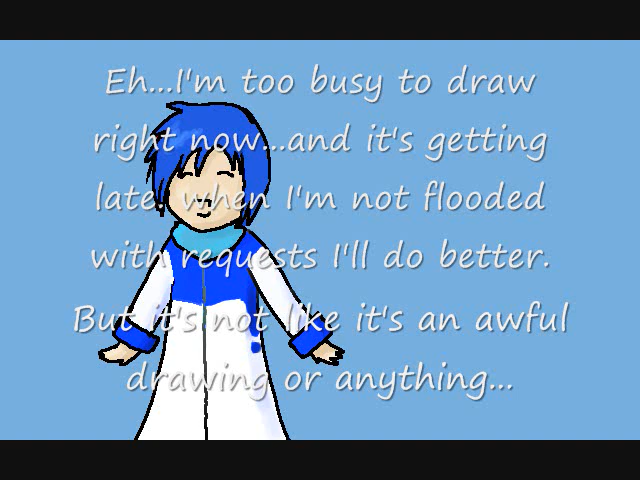 Eh...I'm too busy to draw
right now...and it's getting
late, when I'm not flooded
with requests I'll do better.
But it's not like it's an awful
drawing or anything...